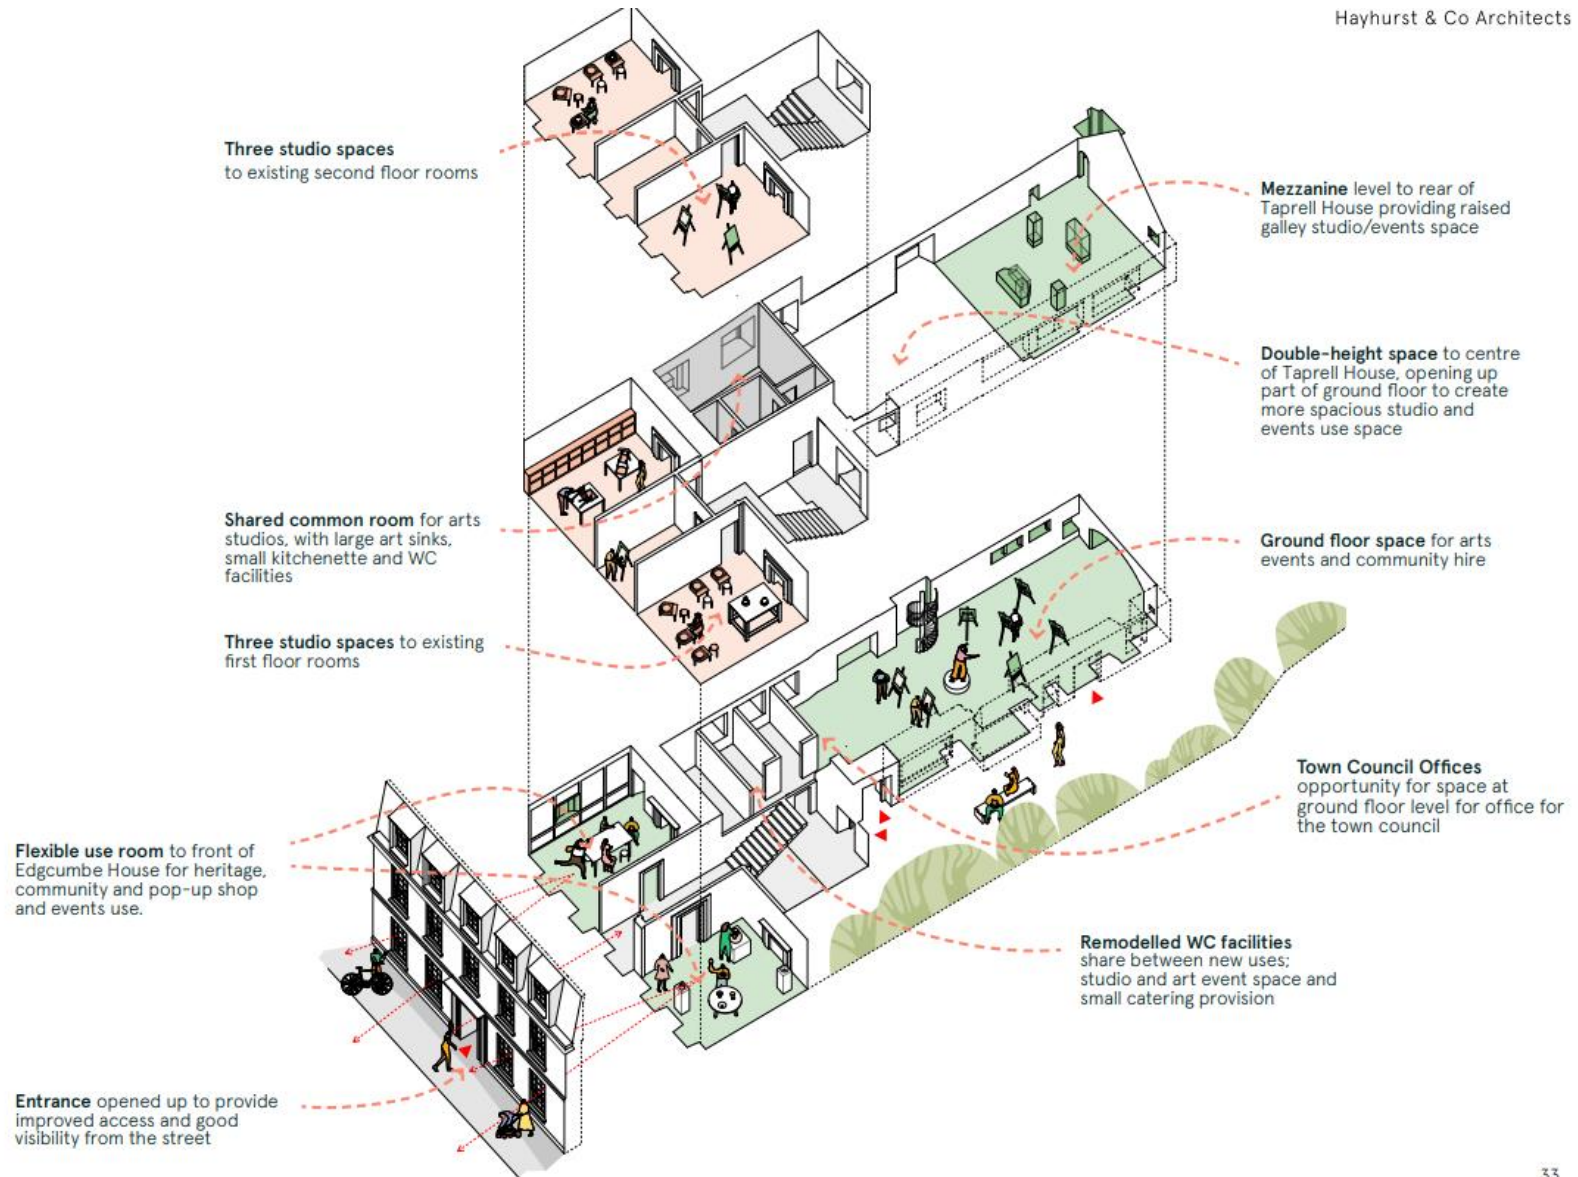 Hayhurst & Co Architects
Three studio spaces
to existing second floor rooms
Mezzanine level to rear of
Taprell House providing raised
galley studio/events space
Double-height space to centre
of Taprell House, opening up
part of ground floor to create
more spacious studio and
events use space
Shared common room for arts
studios, with large art sinks,
small kitchenette and WC
facilities
Ground floor space for arts
events and community hire
Three studio spaces to existing
first floor rooms
Town Council Offices
opportunity for space at
ground floor level for office for
the town council
Flexible use room to front of
Edgcumbe House for heritage,
community and pop-up shop
and events use.
Remodelled WC facilities
share between new uses;
studio and art event space and
small catering provision
Entrance opened up to provide
improved access and good
visibility from the street
33